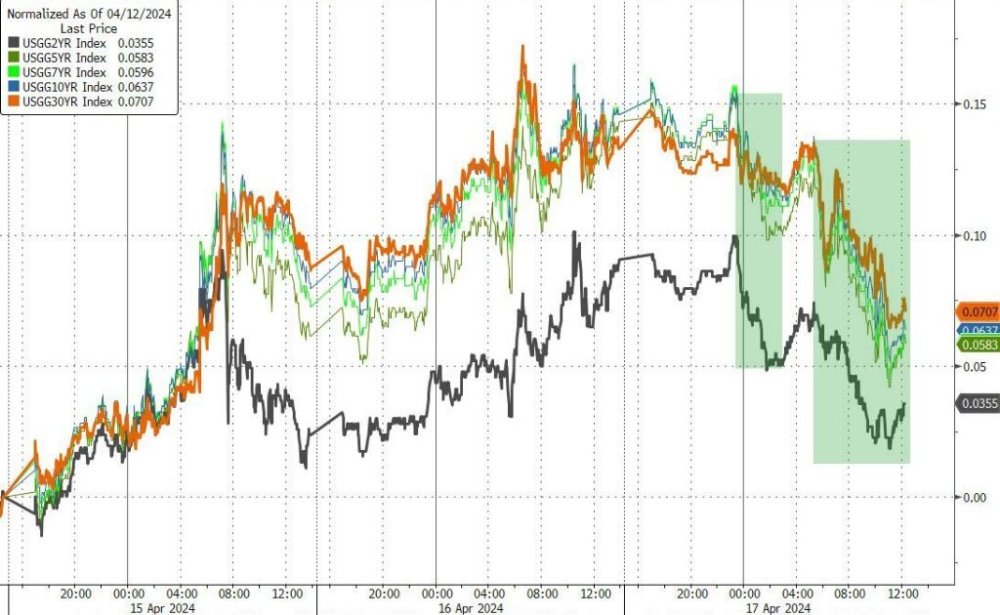 Normalized As Of 04/12/2024
Last Price
USGG2YR Index 0.0355
USGG5YR Index 0.0583
USGG7YR Index 0.0596
USGG10YR Index 0.0637
USGG30YR Index 0.0707
0.15
0.10
0.0707
0.0637
0.0583
0.05
0.0355
0.00
20:00 00:00 04:00 08:00 12:00 20:00 00:00 04:00 08:00 12:00 20:00 00:00 04:00 08:00 12:00
15 Apr 2024 16 Apr 2024 17 Apr 2024